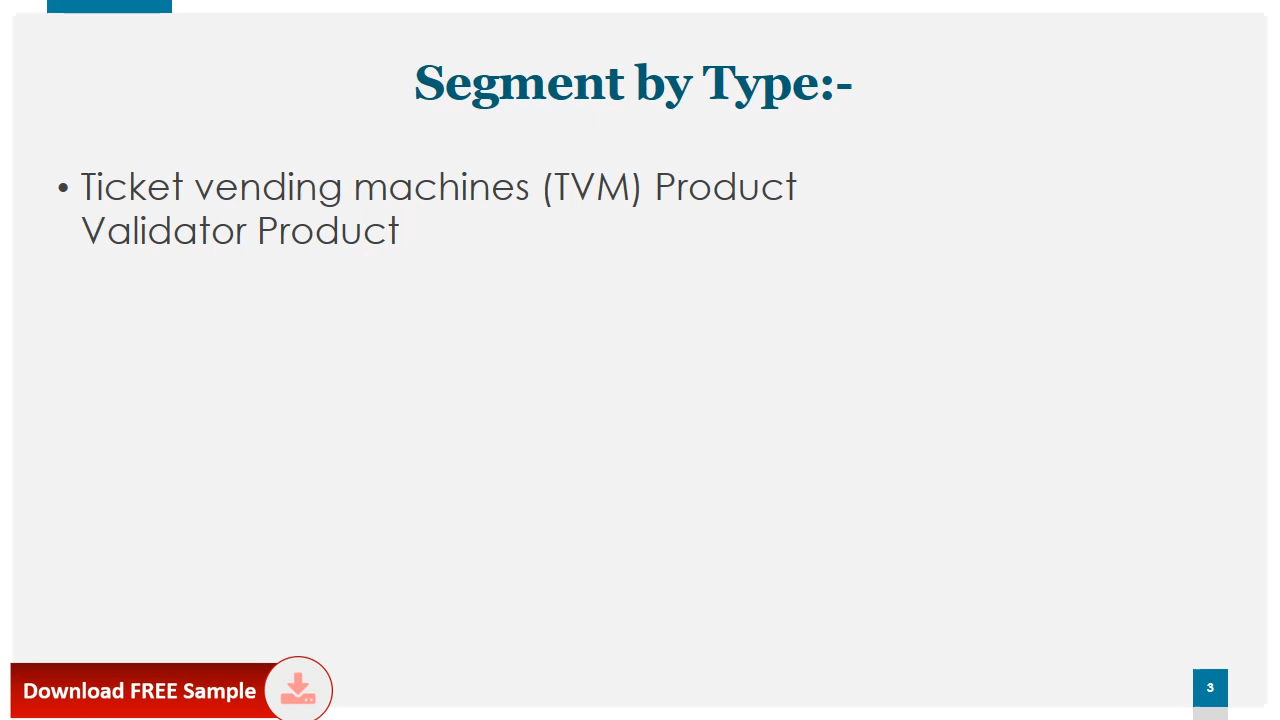 Segment by Type:-
• Ticket vending machines (TVM) Product
Validator Product
Download FREE Sample
3